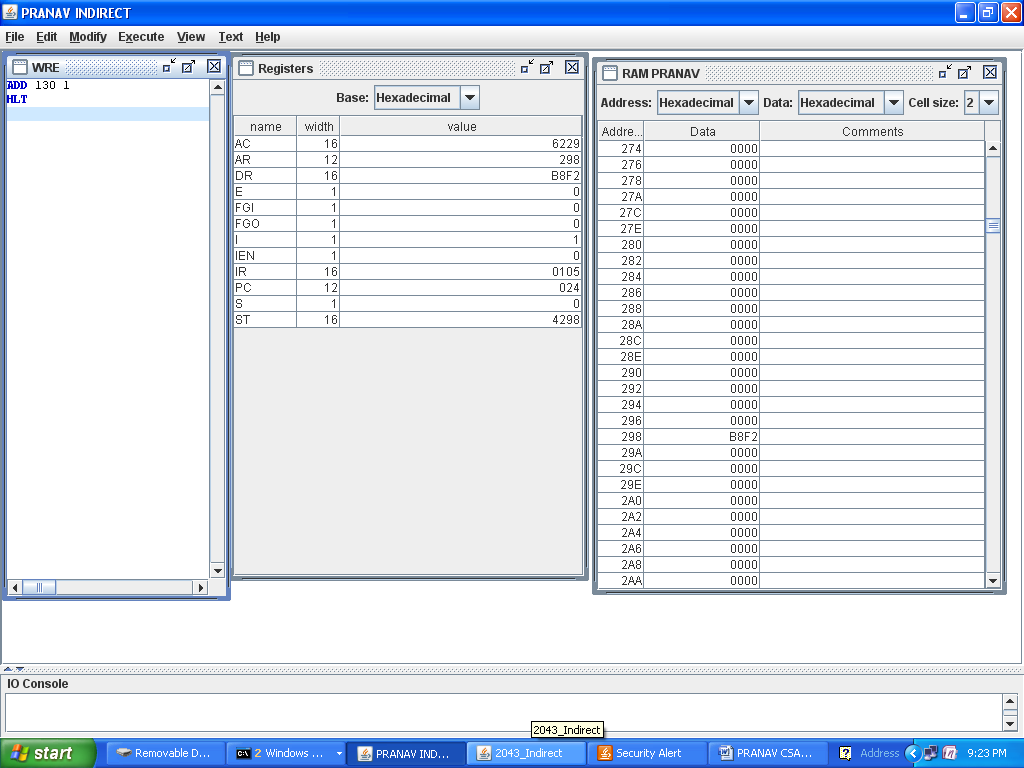 PRANAV INDIRECT
File Edit Modify Execute View Text Help
WRE
ADD 130 1
HLT
Registers
Base: Hexadecimal
name width value
AC 16 6229
AR 12 298
DR 16 B8F2
E 1 0
FGI 1 0
FGO 1 0
I 1 1
IEN 1 0
IR 16 0105
PC 12 024
S 1 0
ST 16 4298
RAM PRANAV
Address: Hexadecimal Data: Hexadecimal Cell size: 2
Addre... Data Comments
274 0000
276 0000
278 0000
27A 0000
27C 0000
27E 0000
280 0000
282 0000
284 0000
286 0000
288 0000
28A 0000
28C 0000
28E 0000
290 0000
292 0000
294 0000
296 0000
298 B8F2
29A 0000
29C 0000
29E 0000
2A0 0000
2A2 0000
2A4 0000
2A6 0000
2A8 0000
2AA 0000
IO Console
2043_Indirect
start Removable D... 2 Windows ... PRANAV IND... 2043_Indirect Security Alert PRANAV CSA... Address 9:23 PM